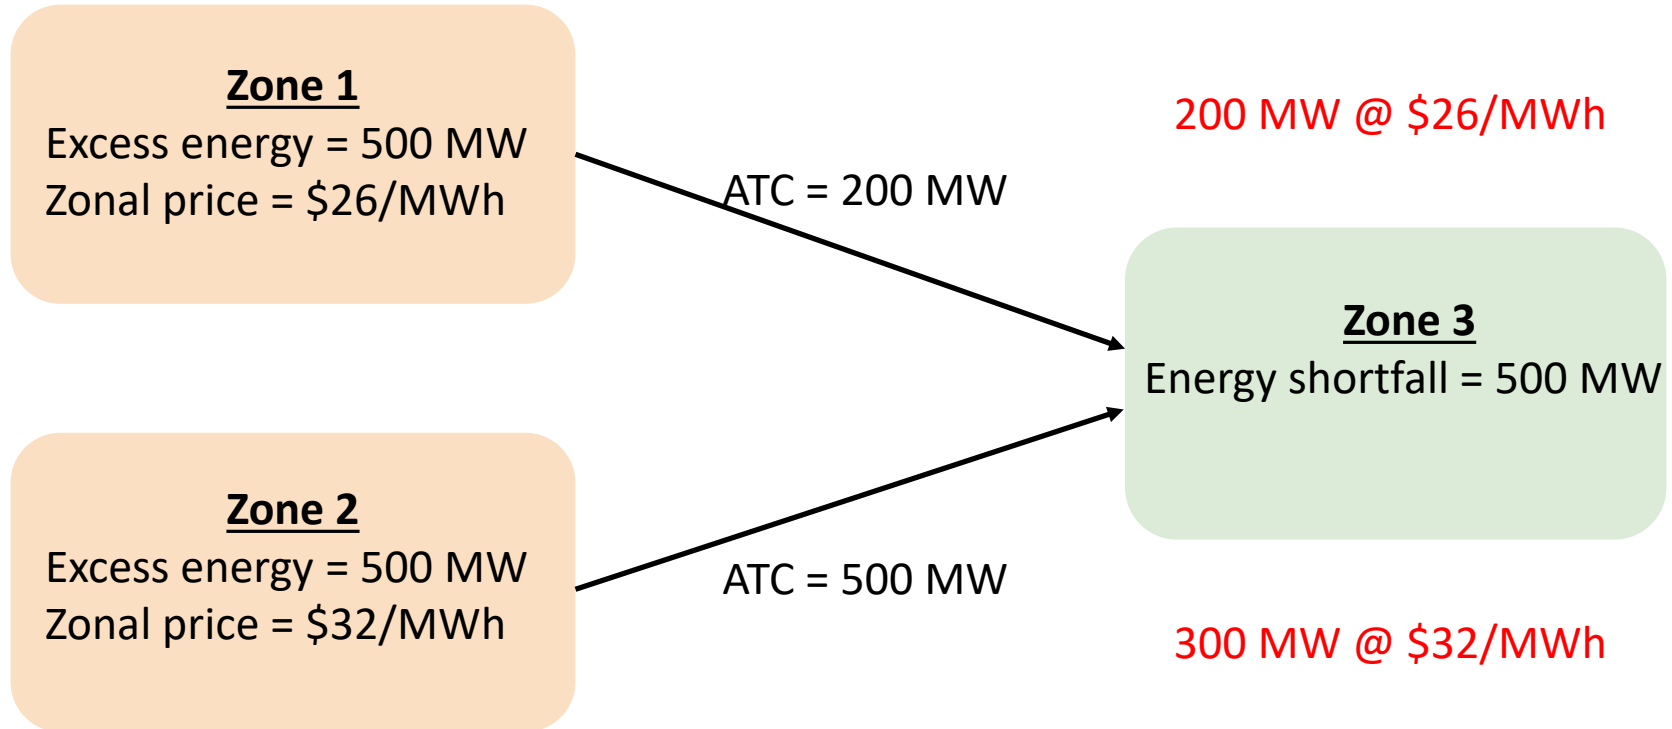 Zone 1
Excess energy = 500 MW
Zonal price = $26/MWh
200 MW @ $26/MWh
ATC = 200 MW
Zone 3
Energy shortfall = 500 MW
Zone 2
Excess energy = 500 MW
Zonal price = $32/MWh
ATC = 500 MW
300 MW @ $32/MWh